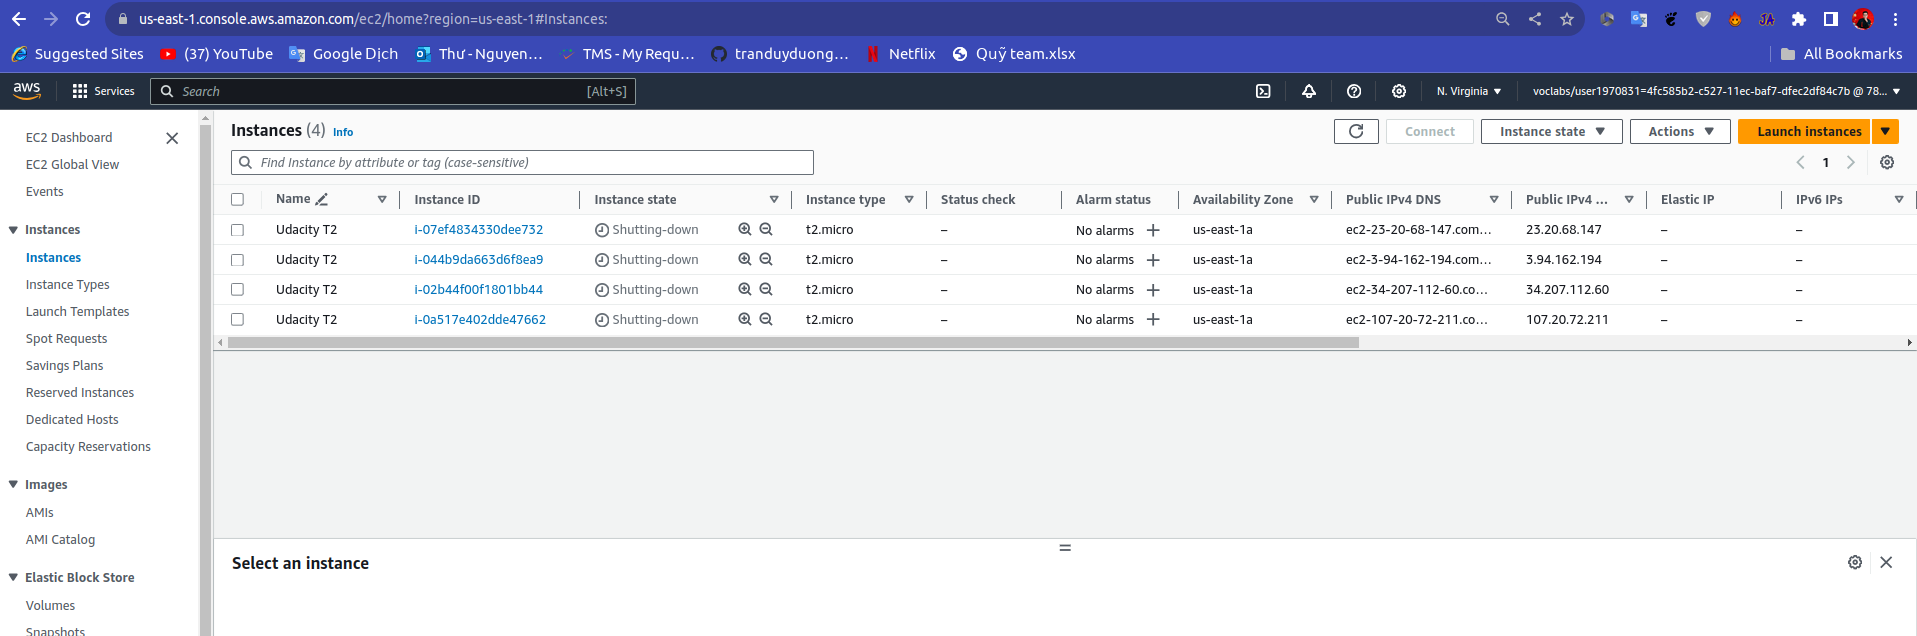 us-east-1.console.aws.amazon.com/ec2/home?region=us-east-1#Instances:
Suggested Sites (37) YouTube Google Dịch Thư - Nguyen... TMS - My Requ... tranduyduong... Netflix Quỹ team.xlsx All Bookmarks
aws Services Search [Alt+S] N. Virginia voclabs/user1970831=4fc585b2-c527-11ec-baf7-dfec2df84c7b @ 78...
EC2 Dashboard
EC2 Global View
Events
Instances
Instances
Instance Types
Launch Templates
Spot Requests
Savings Plans
Reserved Instances
Dedicated Hosts
Capacity Reservations
Images
AMIs
AMI Catalog
Elastic Block Store
Volumes
Snapshots
Instances (4) Info Connect Instance state Actions Launch instances
Find Instance by attribute or tag (case-sensitive) 1
Name Instance ID Instance state Instance type Status check Alarm status Availability Zone Public IPv4 DNS Public IPv4 ... Elastic IP IPv6 IPs
Udacity T2 i-07ef4834330dee732 Shutting-down t2.micro – No alarms us-east-1a ec2-23-20-68-147.com... 23.20.68.147 – –
Udacity T2 i-044b9da663d6f8ea9 Shutting-down t2.micro – No alarms us-east-1a ec2-3-94-162-194.com... 3.94.162.194 – –
Udacity T2 i-02b44f00f1801bb44 Shutting-down t2.micro – No alarms us-east-1a ec2-34-207-112-60.co... 34.207.112.60 – –
Udacity T2 i-0a517e402dde47662 Shutting-down t2.micro – No alarms us-east-1a ec2-107-20-72-211.co... 107.20.72.211 – –
Select an instance